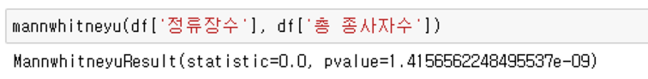 mannwhitneyu(df['정류장수'], df['총 종사자수'])
MannwhitneyuResult(statistic=0.0, pvalue=1.4156562248495537e-09)